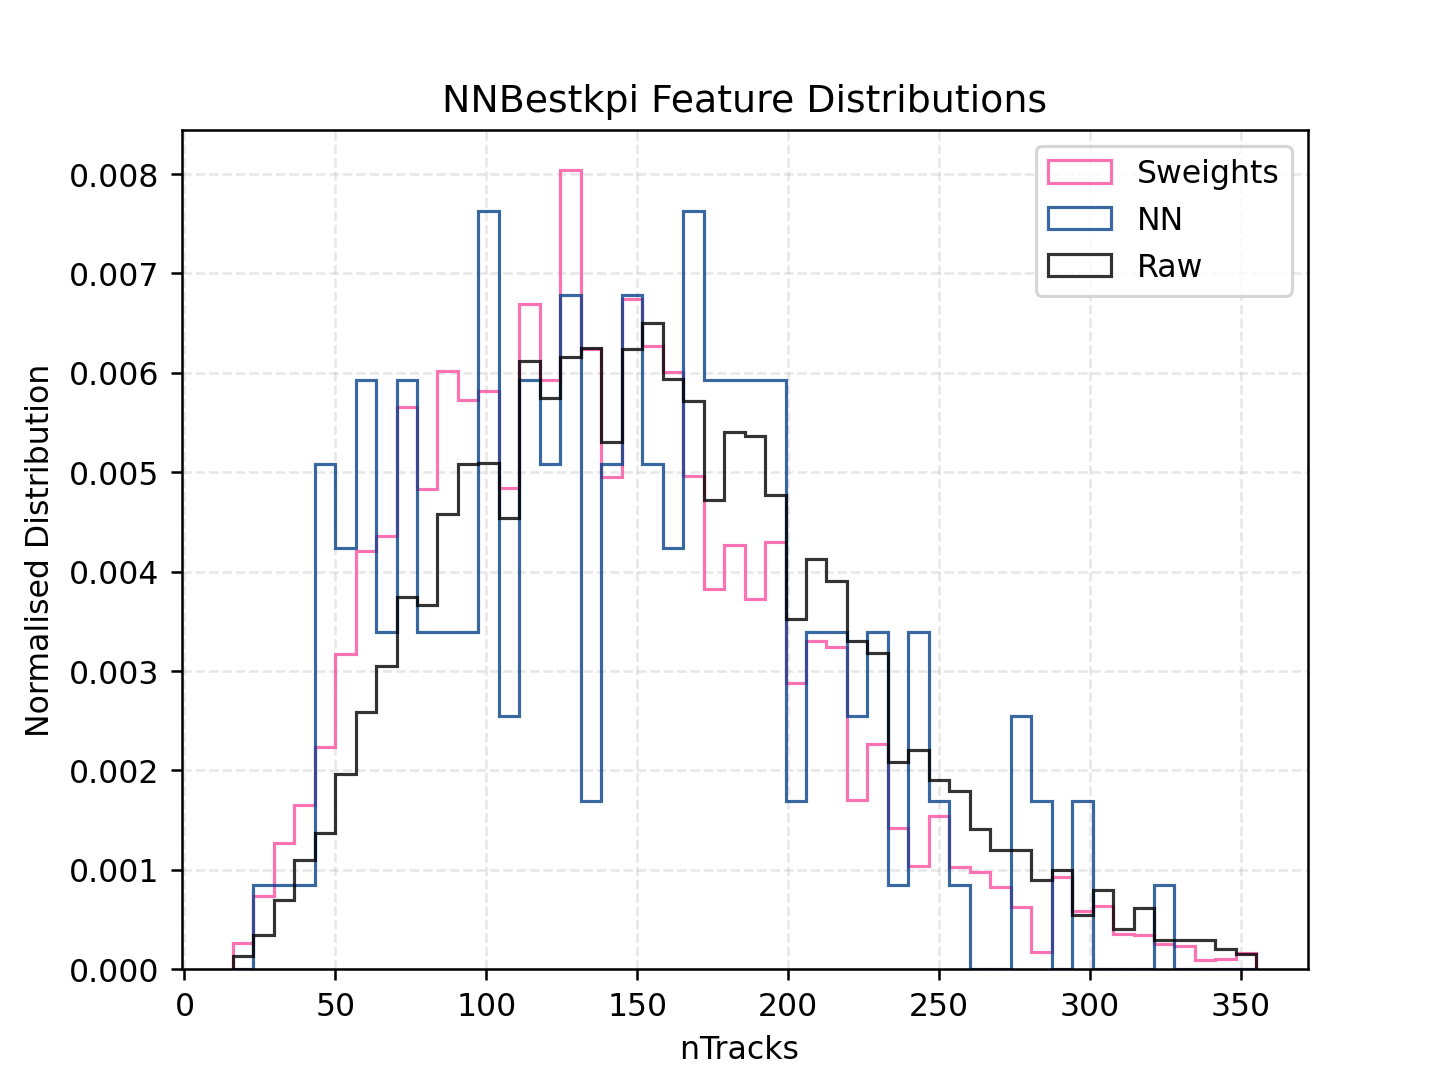 NNBestkpi Feature Distributions
Sweights
NN
Raw
Normalised Distribution
0.008
0.007
0.006
0.005
0.004
0.003
0.002
0.001
0.000
0 50 100 150 200 250 300 350
nTracks